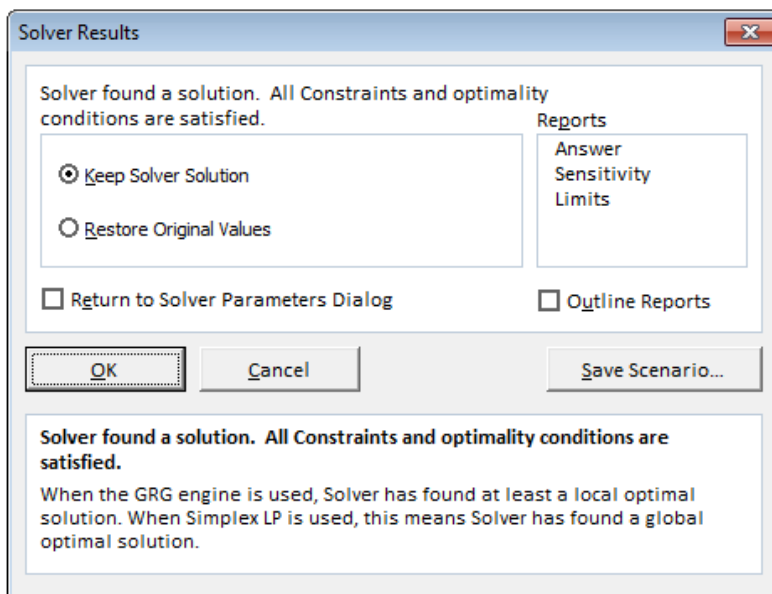 Solver Results
Solver found a solution.  All Constraints and optimality
conditions are satisfied.
Reports
Answer
Sensitivity
Limits
Keep Solver Solution
Restore Original Values
Return to Solver Parameters Dialog
Outline Reports
OK
Cancel
Save Scenario...
Solver found a solution.  All Constraints and optimality conditions are
satisfied.
When the GRG engine is used, Solver has found at least a local optimal
solution. When Simplex LP is used, this means Solver has found a global
optimal solution.